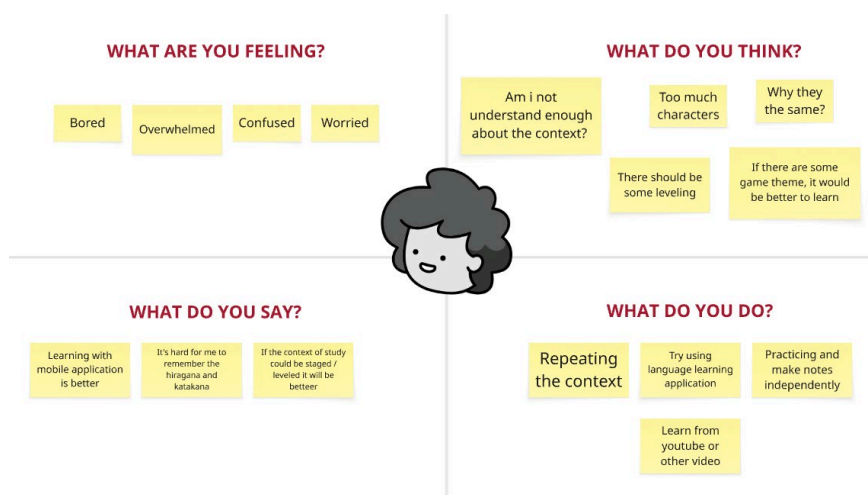 WHAT ARE YOU FEELING?
Bored
Overwhelmed
Confused
Worried
WHAT DO YOU THINK?
Am i not
understand enough
about the context?
Too much
characters
Why they
the same?
There should be
some leveling
If there are some
game theme, it would
be better to learn
WHAT DO YOU SAY?
Learning with
mobile application
is better
It's hard for me to
remember the
hiragana and
katakana
If the context of study
could be staged /
leveled it will be
betteer
WHAT DO YOU DO?
Repeating
the context
Try using
language learning
application
Practicing and
make notes
independently
Learn from
youtube or
other video